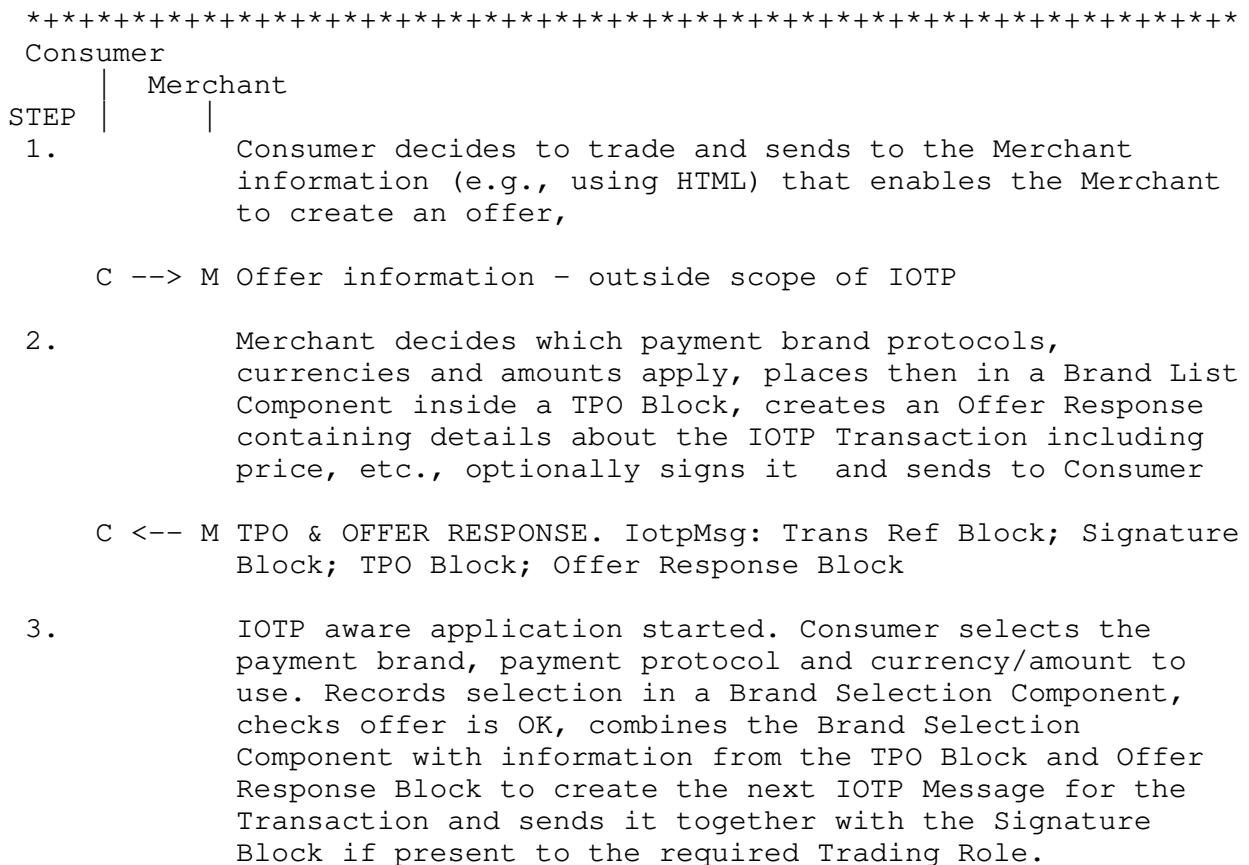 *+*+*+*+*+*+*+*+*+*+*+*+*+*+*+*+*+*+*+*+*+*+*+*+*+*+*+*+*
Consumer
| Merchant
STEP | |
1. Consumer decides to trade and sends to the Merchant
information (e.g., using HTML) that enables the Merchant
to create an offer,
C --> M Offer information - outside scope of IOTP
2. Merchant decides which payment brand protocols,
currencies and amounts apply, places then in a Brand List
Component inside a TPO Block, creates an Offer Response
containing details about the IOTP Transaction including
price, etc., optionally signs it  and sends to Consumer
C <-- M TPO & OFFER RESPONSE. IotpMsg: Trans Ref Block; Signature
Block; TPO Block; Offer Response Block
3. IOTP aware application started. Consumer selects the
payment brand, payment protocol and currency/amount to
use. Records selection in a Brand Selection Component,
checks offer is OK, combines the Brand Selection
Component with information from the TPO Block and Offer
Response Block to create the next IOTP Message for the
Transaction and sends it together with the Signature
Block if present to the required Trading Role.